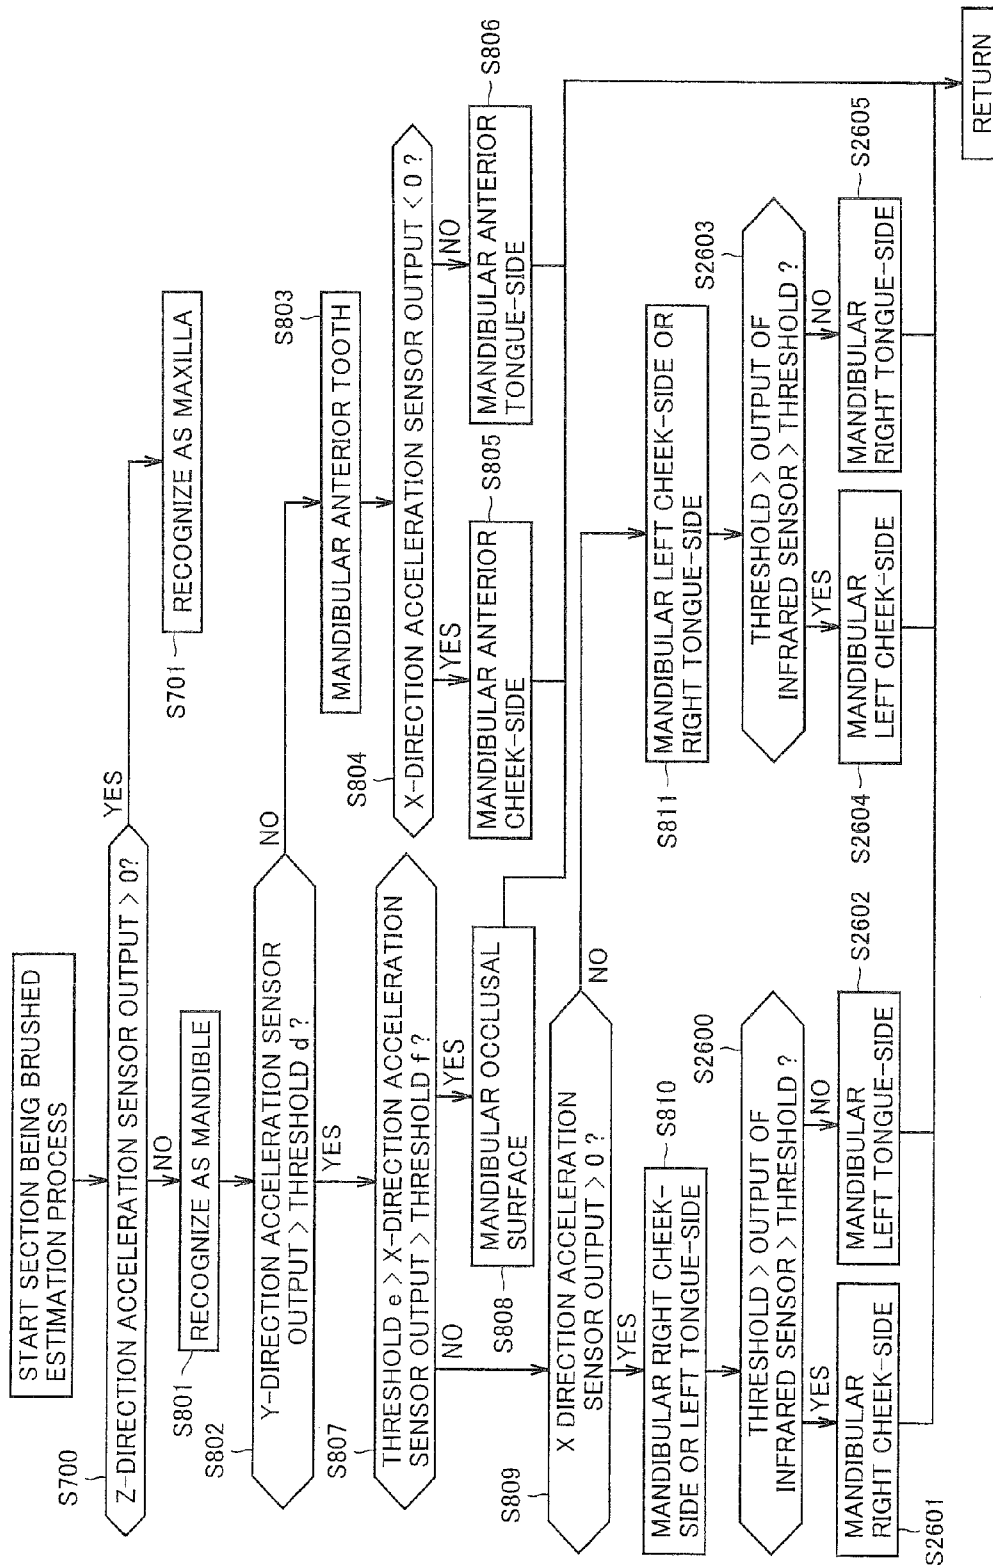 START SECTION BEING BRUSHED
ESTIMATION PROCESS
S700
Z-DIRECTION ACCELERATION SENSOR OUTPUT > 0?
YES
S701
RECOGNIZE AS MAXILLA
NO
S801
RECOGNIZE AS MANDIBLE
S802
Y-DIRECTION ACCELERATION SENSOR
OUTPUT > THRESHOLD d ?
NO
S803
MANDIBULAR ANTERIOR TOOTH
YES
S804
X-DIRECTION ACCELERATION SENSOR OUTPUT < 0 ?
YES
NO
S805
MANDIBULAR ANTERIOR
CHEEK-SIDE
S806
MANDIBULAR ANTERIOR
TONGUE-SIDE
S807
THRESHOLD e > X-DIRECTION ACCELERATION
SENSOR OUTPUT > THRESHOLD f ?
YES
NO
S808
MANDIBULAR OCCLUSAL
SURFACE
S809
X DIRECTION ACCELERATION
SENSOR OUTPUT > 0 ?
NO
YES
S810
MANDIBULAR RIGHT CHEEK-
SIDE OR LEFT TONGUE-SIDE
S811
MANDIBULAR LEFT CHEEK-SIDE OR
RIGHT TONGUE-SIDE
S2600
THRESHOLD > OUTPUT OF
INFRARED SENSOR > THRESHOLD ?
YES
NO
S2601
MANDIBULAR
RIGHT CHEEK-SIDE
S2602
MANDIBULAR
LEFT TONGUE-SIDE
S2603
THRESHOLD > OUTPUT OF
INFRARED SENSOR > THRESHOLD ?
YES
NO
S2604
MANDIBULAR
LEFT CHEEK-SIDE
S2605
MANDIBULAR
RIGHT TONGUE-SIDE
RETURN